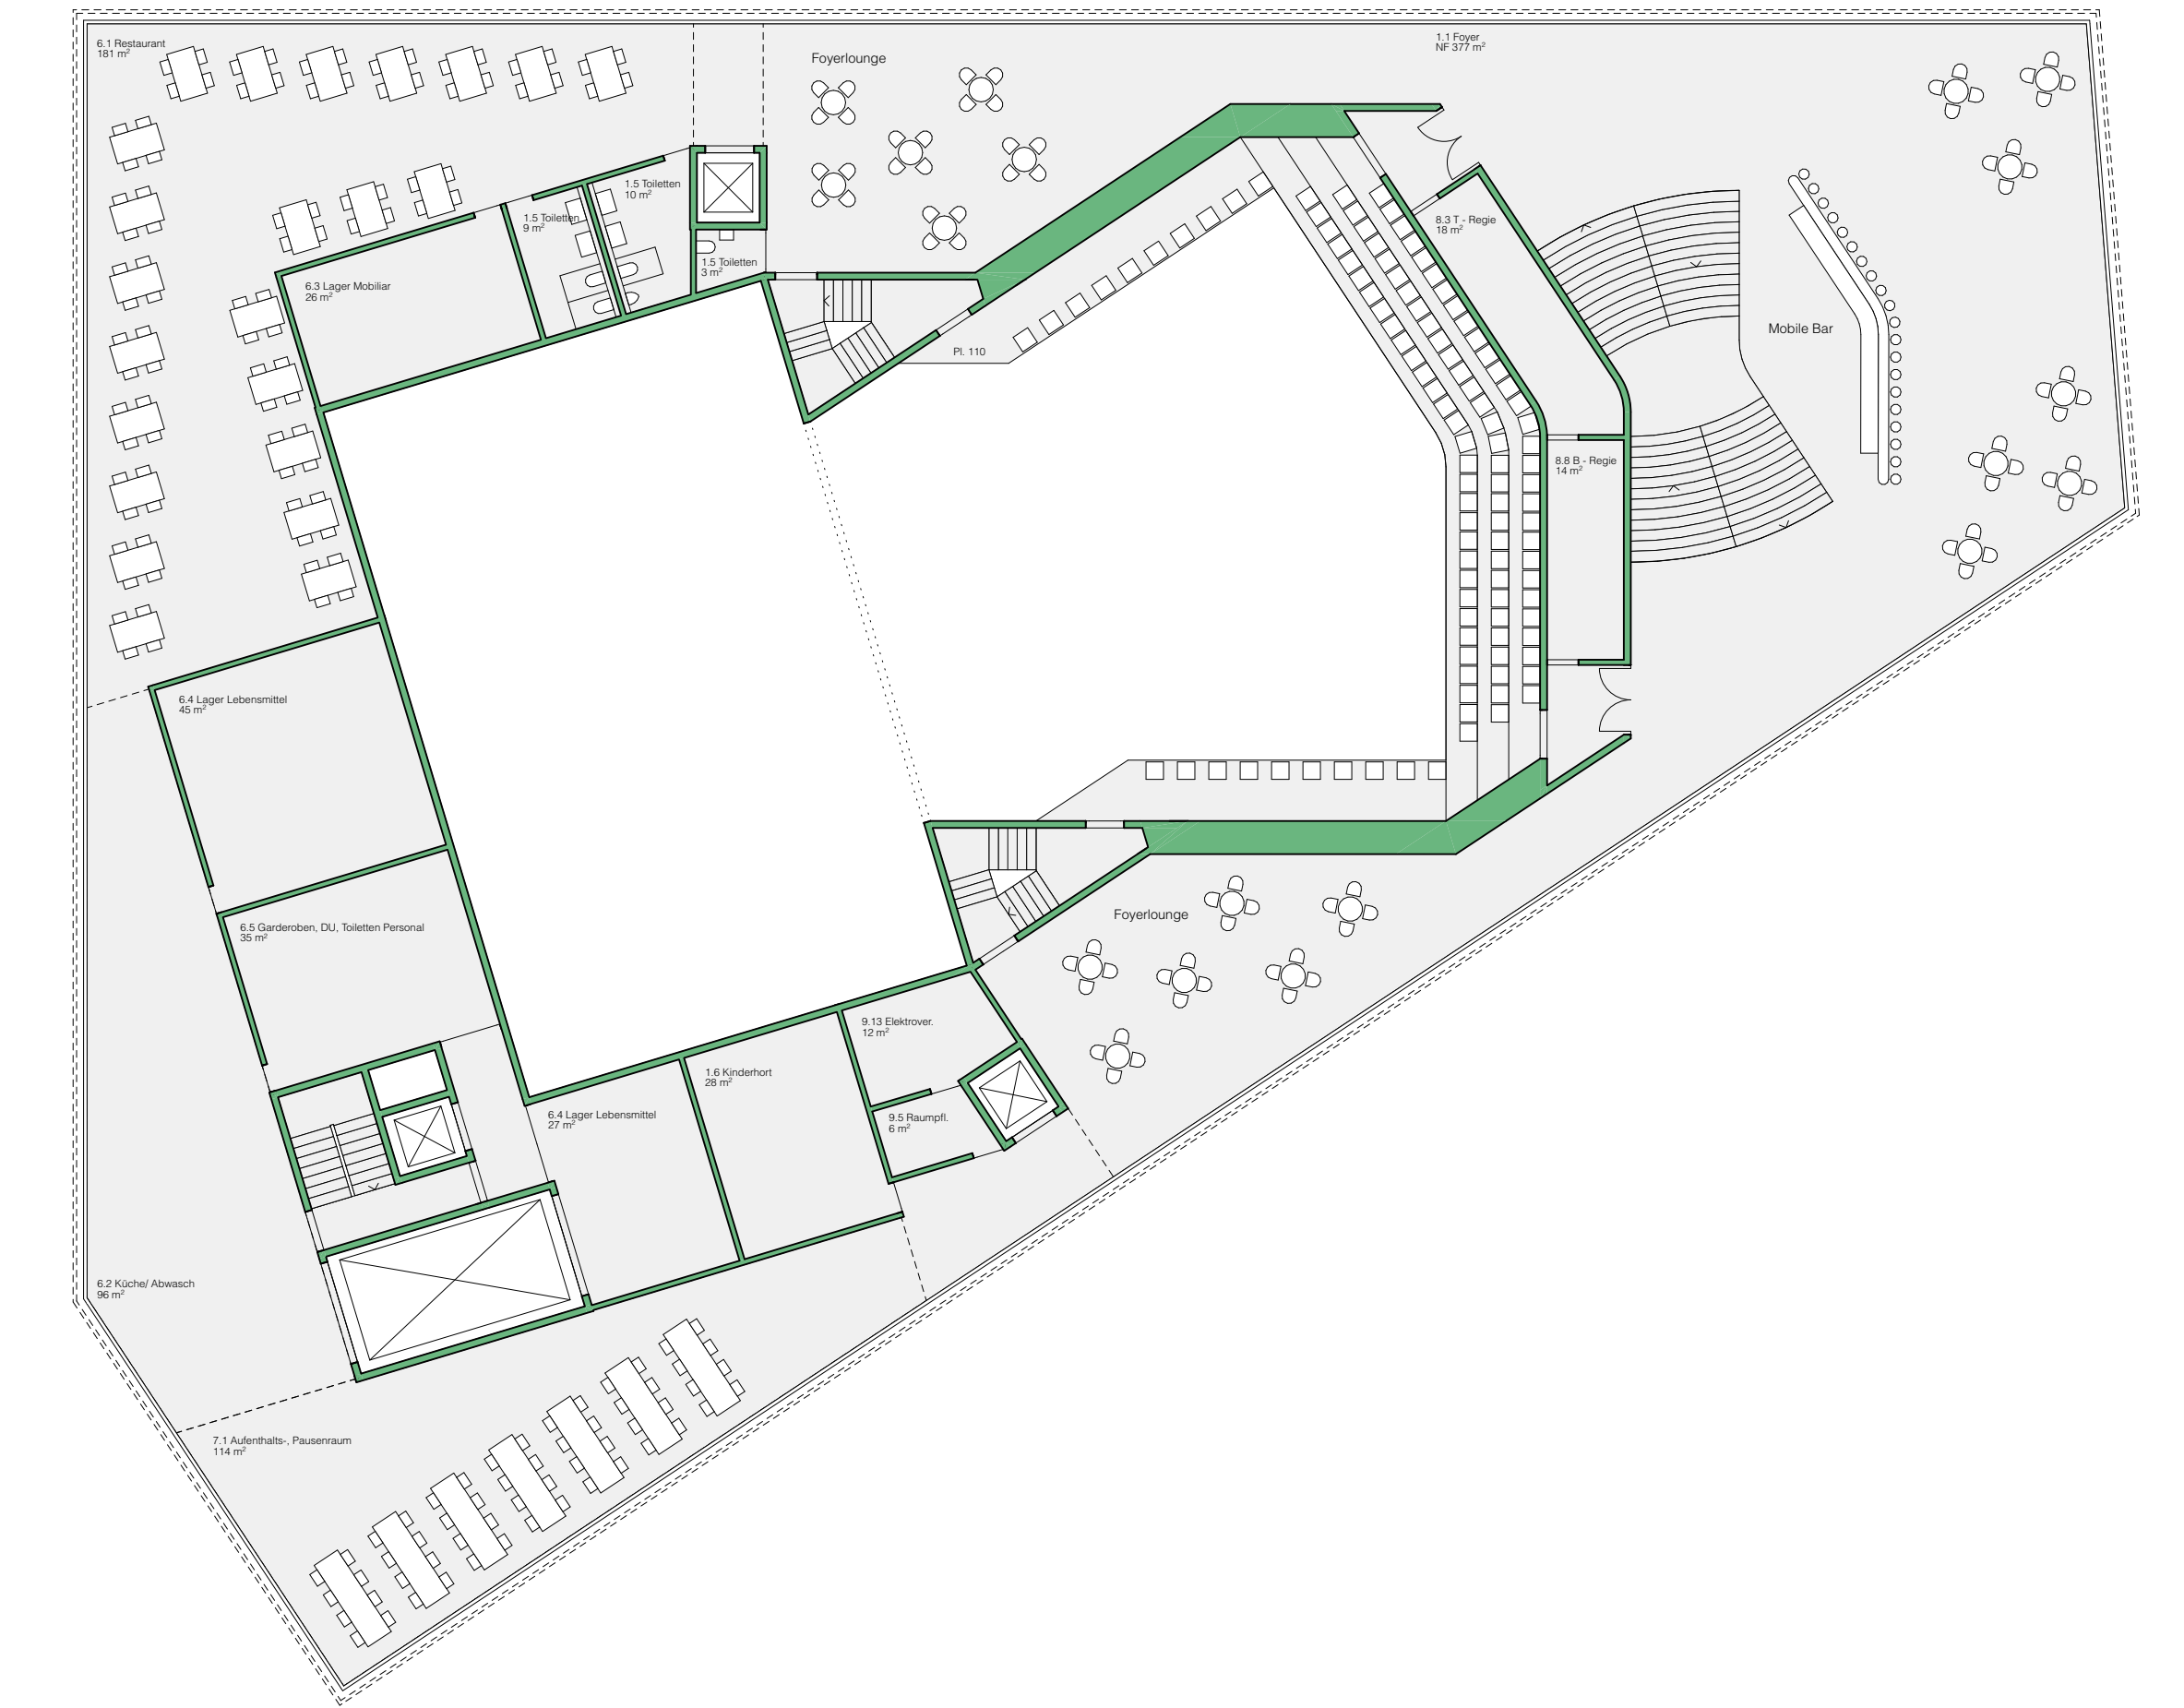 6.1 Restaurant
181 m²
Foyerlounge
1.1 Foyer
NF 377 m²
1.5 Toiletten
10 m²
1.5 Toiletten
9 m²
8.3 T - Regie
18 m²
1.5 Toiletten
3 m²
6.3 Lager Mobiliar
26 m²
Mobile Bar
Pl. 110
8.8 B - Regie
14 m²
6.4 Lager Lebensmittel
45 m²
Foyerlounge
6.5 Garderoben, DU, Toiletten Personal
35 m²
9.13 Elektrover.
12 m²
1.6 Kinderhort
28 m²
6.4 Lager Lebensmittel
27 m²
9.5 Raumpfl.
6 m²
6.2 Küche/ Abwasch
96 m²
7.1 Aufenthalts-, Pausenraum
114 m²